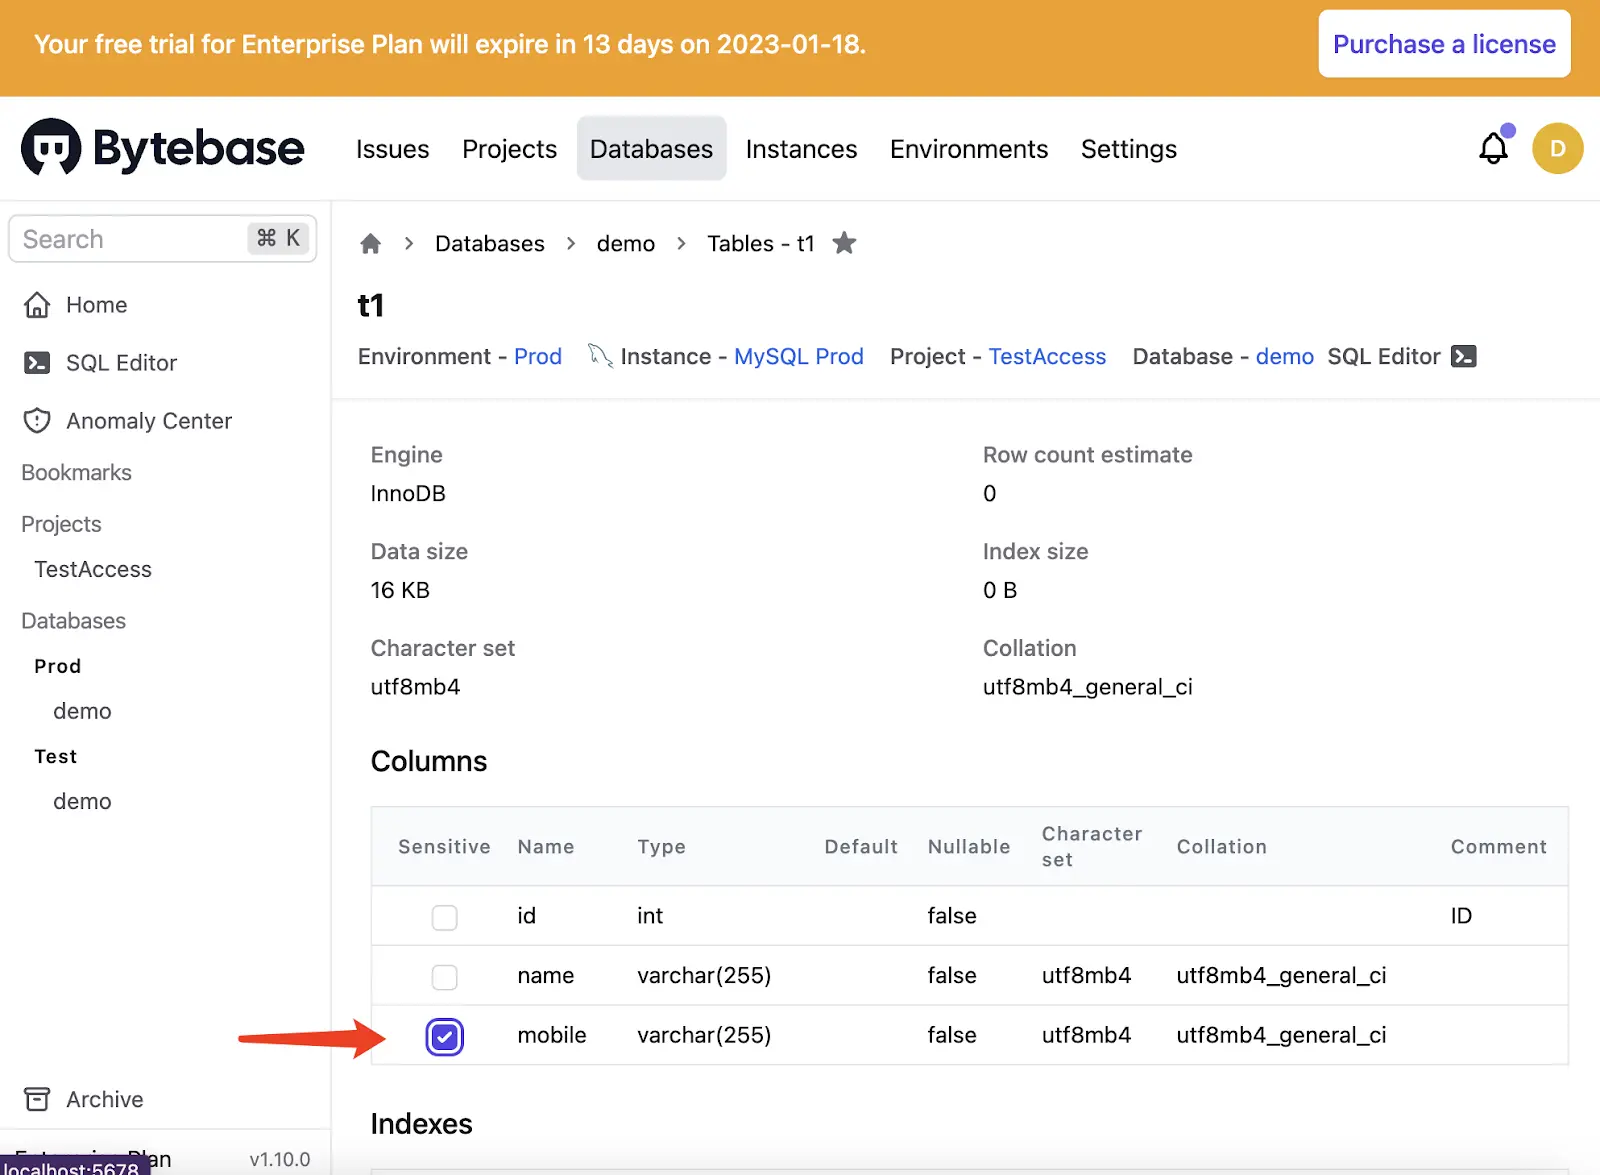 Your free trial for Enterprise Plan will expire in 13 days on 2023-01-18.
Purchase a license
Bytebase
Issues Projects Databases Instances Environments Settings
D
Search ⌘ K
Home
SQL Editor
Anomaly Center
Bookmarks
Projects
TestAccess
Databases
Prod
demo
Test
demo
Archive
Plan v1.10.0
localhost:5678
> Databases > demo > Tables - t1
t1
Environment - Prod Instance - MySQL Prod Project - TestAccess Database - demo SQL Editor
Engine
InnoDB
Row count estimate
0
Data size
16 KB
Index size
0 B
Character set
utf8mb4
Collation
utf8mb4_general_ci
Columns
Sensitive Name Type Default Nullable Character set Collation Comment
id int false ID
name varchar(255) false utf8mb4 utf8mb4_general_ci
mobile varchar(255) false utf8mb4 utf8mb4_general_ci
Indexes